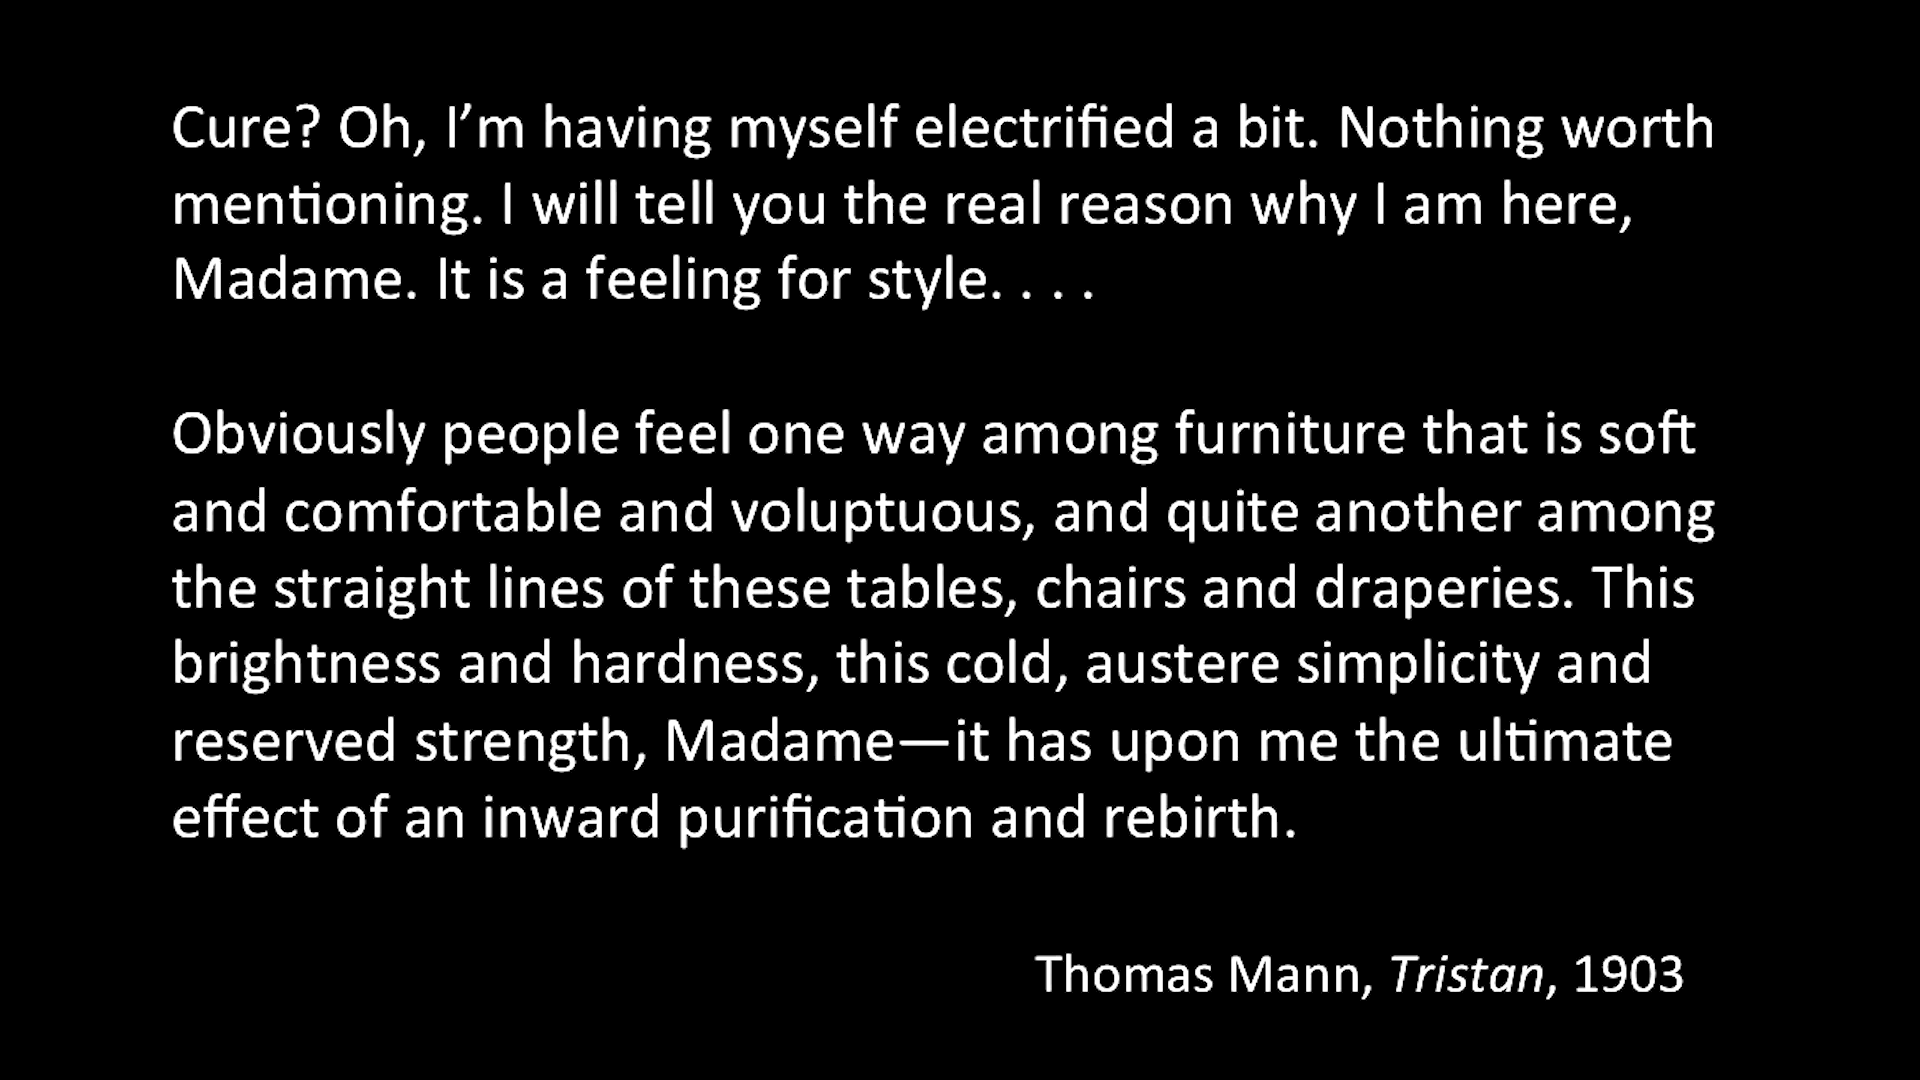 Cure? Oh, I’m having myself electrified a bit. Nothing worth
mentioning. I will tell you the real reason why I am here,
Madame. It is a feeling for style. . . .
Obviously people feel one way among furniture that is soft
and comfortable and voluptuous, and quite another among
the straight lines of these tables, chairs and draperies. This
brightness and hardness, this cold, austere simplicity and
reserved strength, Madame—it has upon me the ultimate
effect of an inward purification and rebirth.
Thomas Mann, Tristan, 1903